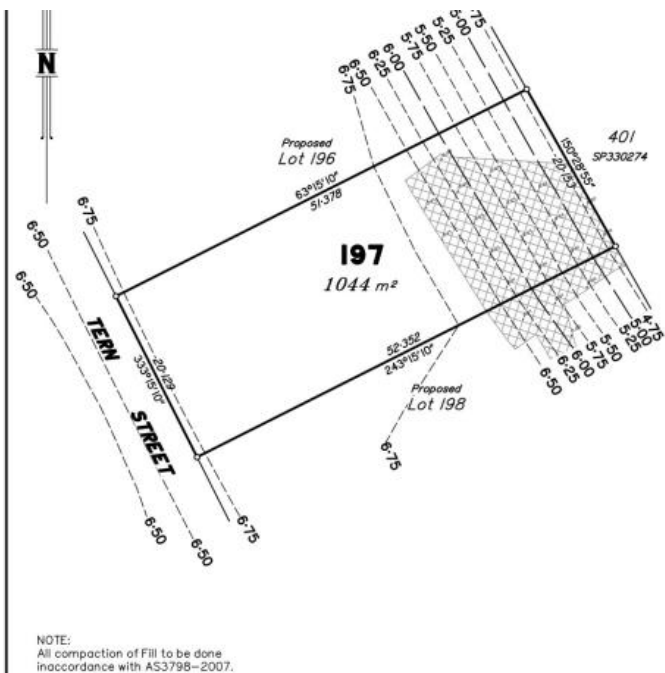 N
6·75
6·50
6·25
6·00
5·75
5·50
5·25
5·00
4·75
401
SP330274
150°28'55"
20·153
Proposed
Lot 196
63°15'10"
51·378
197
1044 m²
6·75
6·50
6·50
TERN
STREET
20·129
333°15'10"
52·352
243°15'10"
Proposed
Lot 198
4·75
5·00
5·25
5·50
5·75
6·00
6·25
6·50
6·75
6·75
6·50
6·50
NOTE:
All compaction of Fill to be done
inaccordance with AS3798-2007.